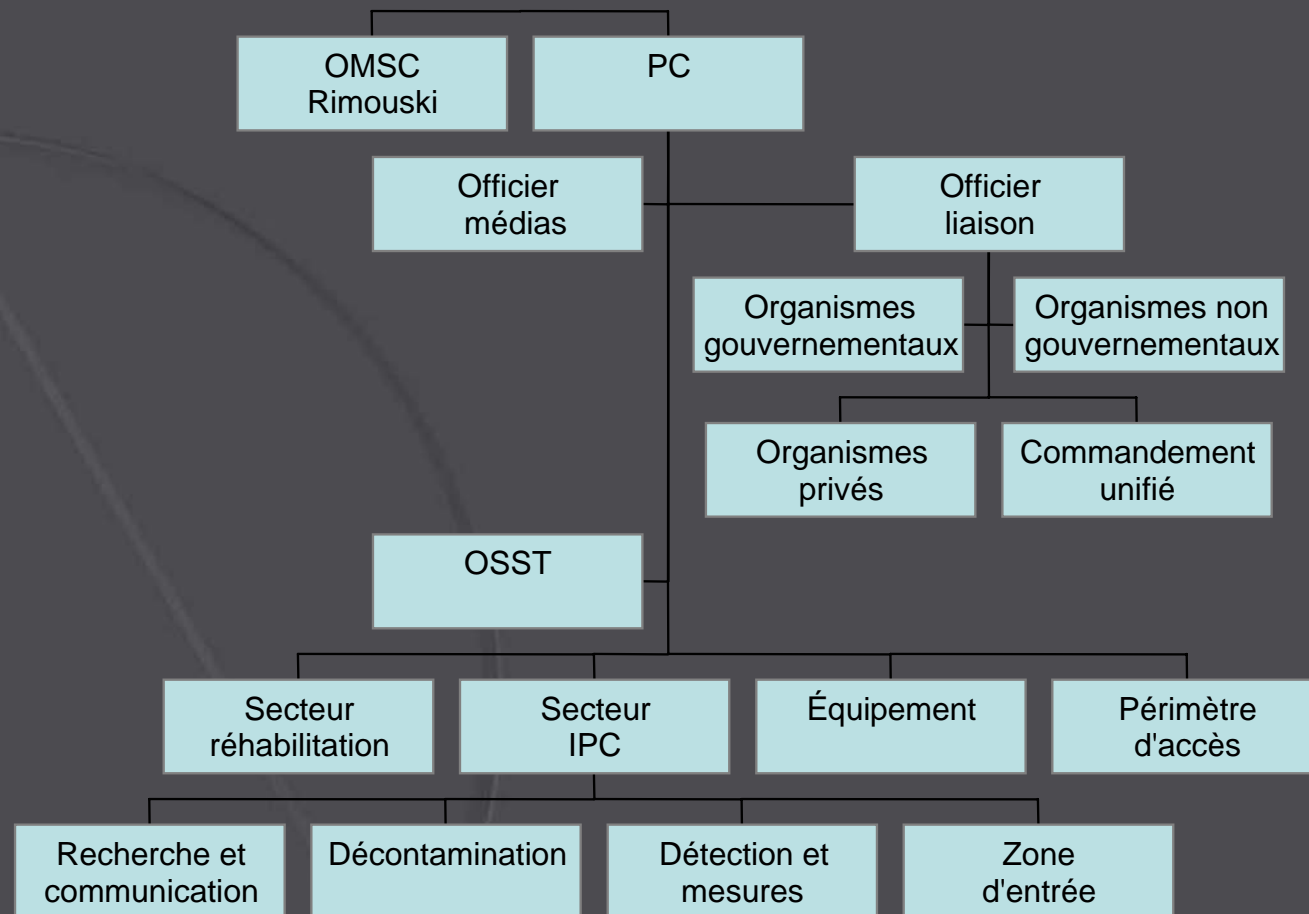 OMSC
Rimouski
PC
Officier
médias
Officier
liaison
Organismes
gouvernementaux
Organismes non
gouvernementaux
Organismes
privés
Commandement
unifié
OSST
Secteur
réhabilitation
Secteur
IPC
Équipement
Périmètre
d'accès
Recherche et
communication
Décontamination
Détection et
mesures
Zone
d'entrée